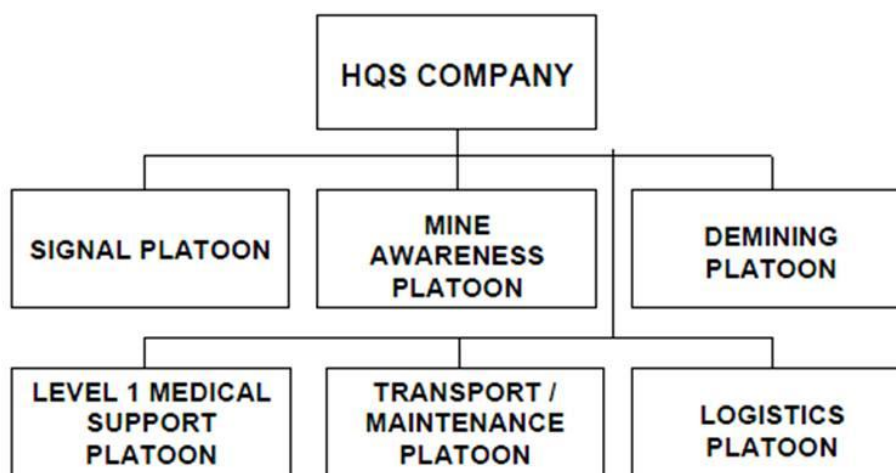 HQS COMPANY
SIGNAL PLATOON
MINE
AWARENESS
PLATOON
DEMINING
PLATOON
LEVEL 1 MEDICAL
SUPPORT
PLATOON
TRANSPORT /
MAINTENANCE
PLATOON
LOGISTICS
PLATOON